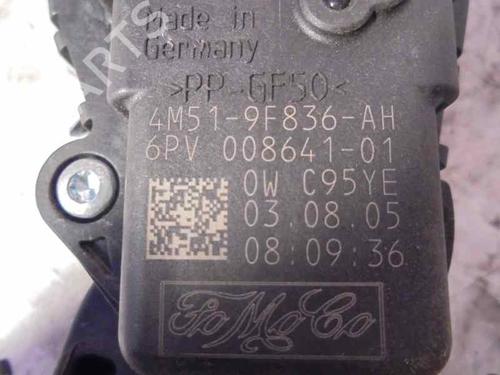 Made in
Germany
>PP-GF50<
4M51-9F836-AH
6PV 008641-01
0W C95YE
03.08.05
08:09:36
FoMoCo